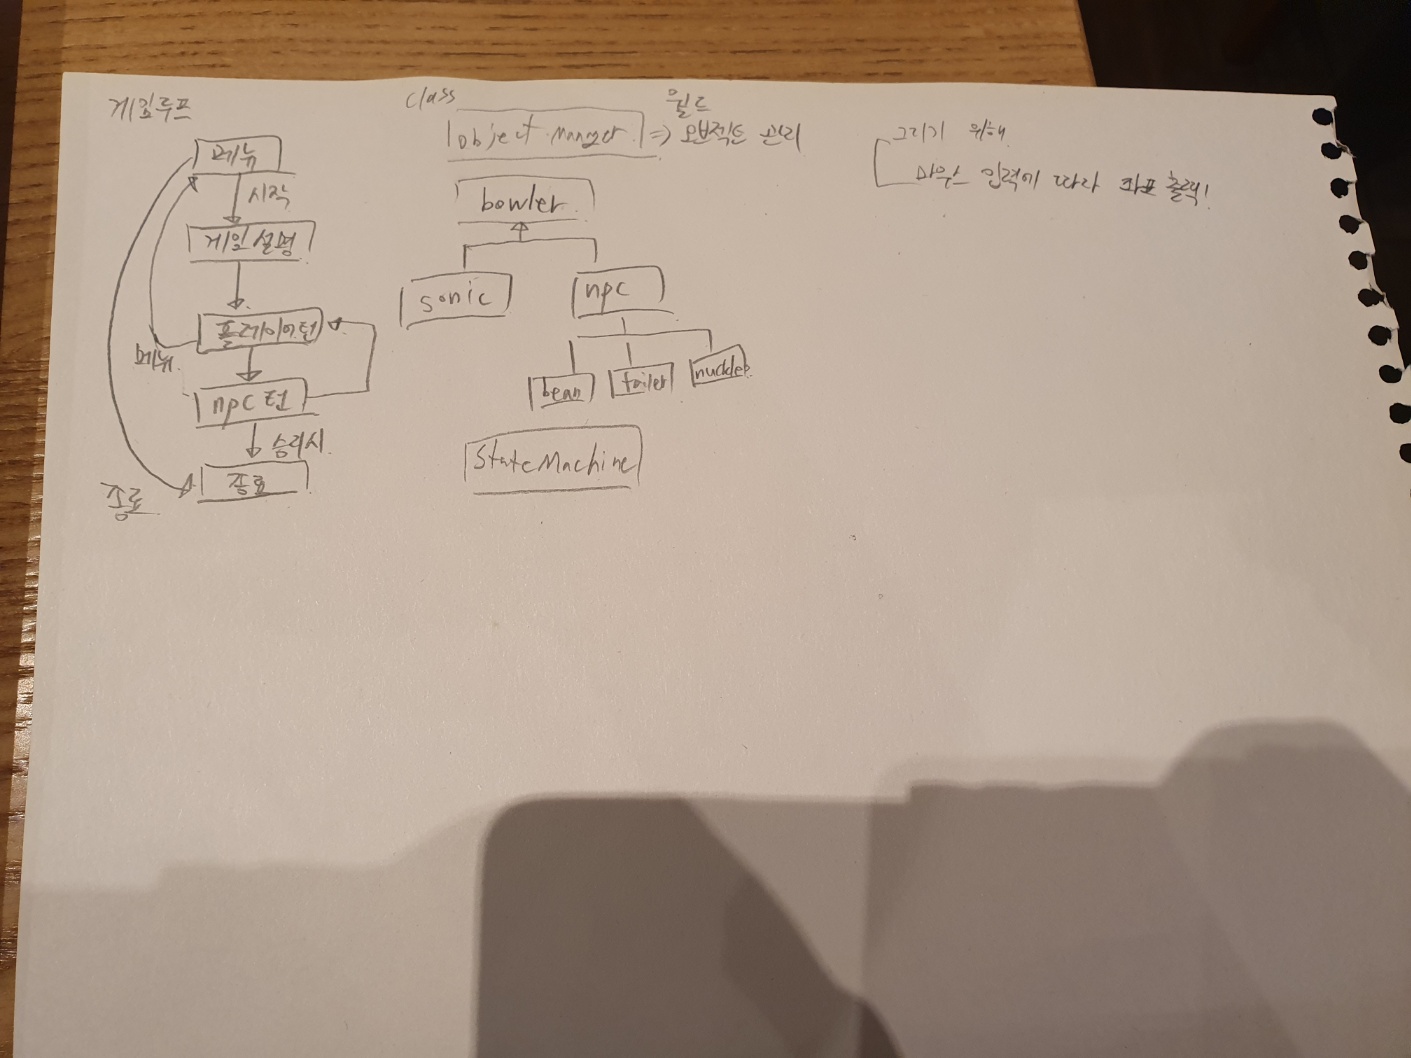 게임루프
메뉴
시작
게임설명
플레이어턴
메뉴
npc 턴
승리시
종료
종료
class
object manger => 월드 오브젝트 관리
bowler
sonic
npc
bean
tailer
nuckles
StateMachine
그리기 위해
마우스 입력에 따라 좌표 출력!